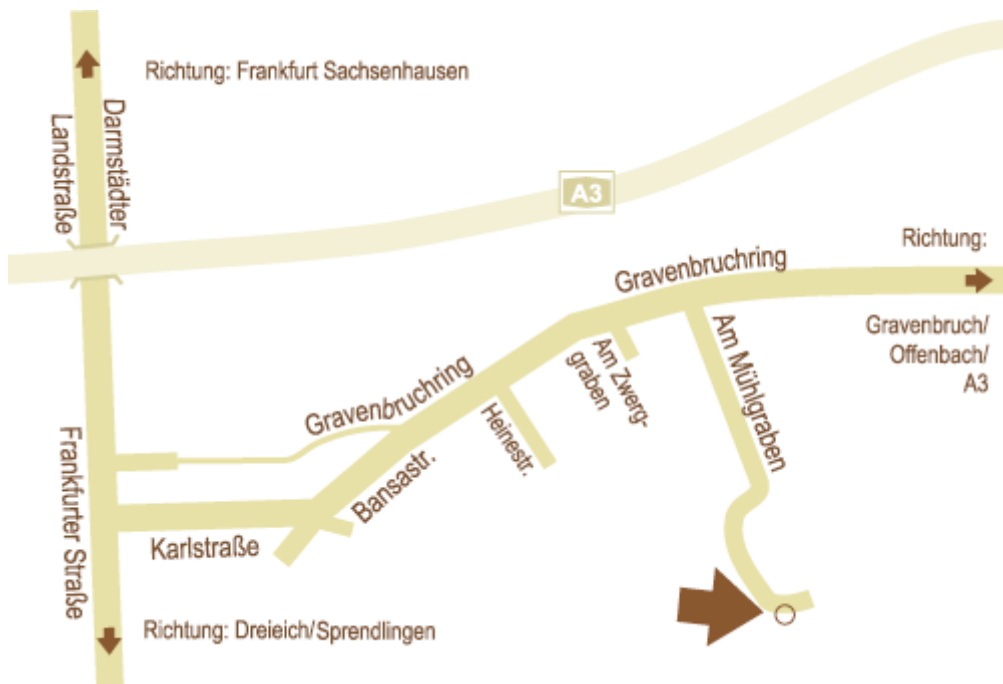 Richtung: Frankfurt Sachsenhausen
Darmstädter
Landstraße
A3
Richtung:
Gravenbruchring
Gravenbruch/
Offenbach/
A3
Am Mühlgraben
Am Zwerg-
graben
Gravenbruchring
Heinestr.
Bansastr.
Frankfurter Straße
Karlstraße
Richtung: Dreieich/Sprendlingen